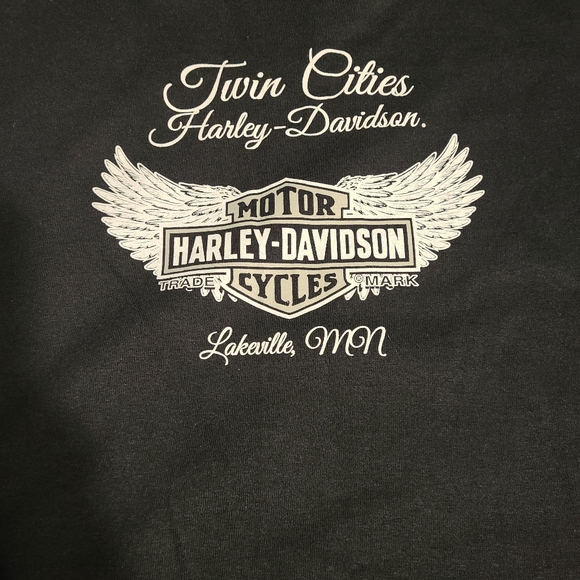 Twin Cities
Harley-Davidson.
MOTOR
HARLEY-DAVIDSON
TRADE CYCLES ©MARK
Lakeville, MN